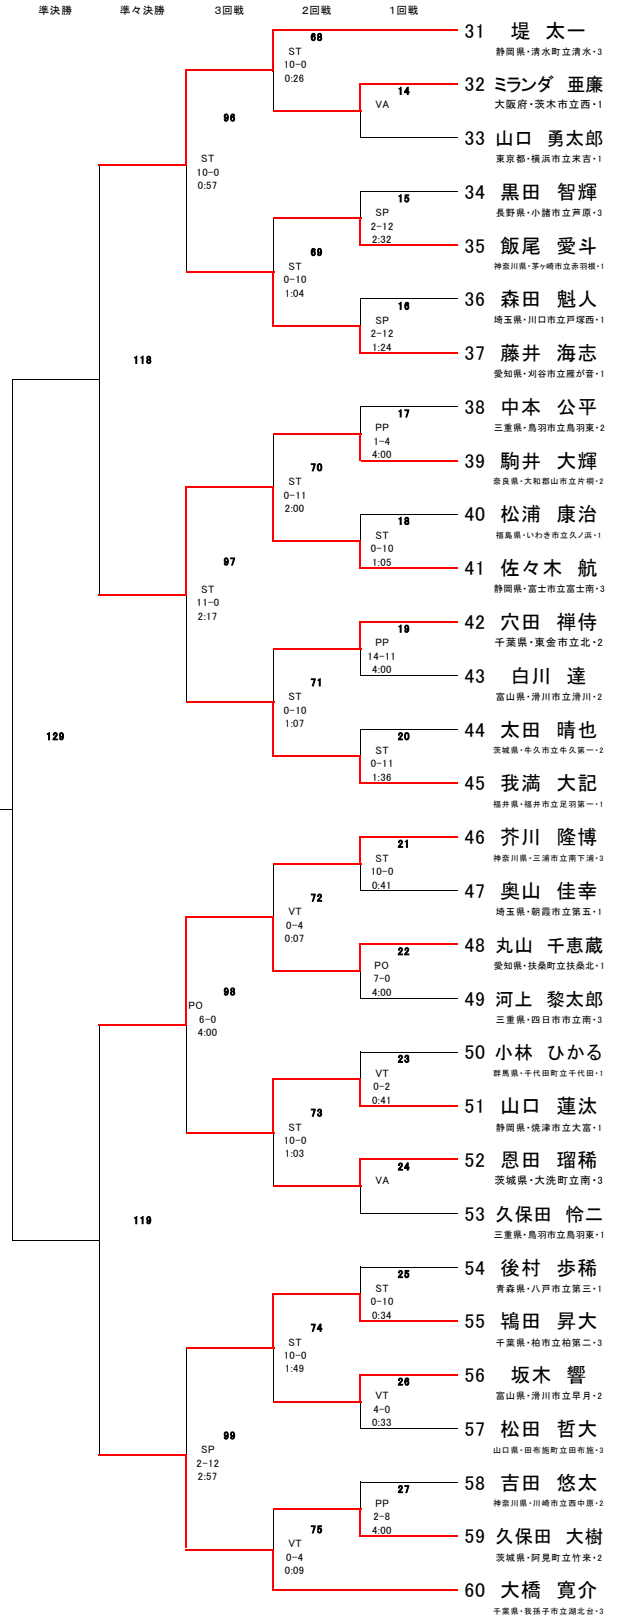 準決勝 準々決勝 3回戦 2回戦 1回戦
31 堤 太一
静岡県・清水町立清水・3
68
ST
10-0
0:26
32 ミランダ 亜廉
大阪府・茨木市立西・1
14
VA
96
33 山口 勇太郎
東京都・横浜市立末吉・1
ST
10-0
0:57
34 黒田 智輝
長野県・小諸市立芦原・3
15
SP
2-12
2:32
35 飯尾 愛斗
神奈川県・茅ヶ崎市立赤羽根・1
69
ST
0-10
1:04
36 森田 魁人
埼玉県・川口市立戸塚西・1
16
SP
2-12
1:24
37 藤井 海志
愛知県・刈谷市立雁が音・1
118
38 中本 公平
三重県・鳥羽市立鳥羽東・2
17
PP
1-4
4:00
39 駒井 大輝
奈良県・大和郡山市立片桐・2
70
ST
0-11
2:00
40 松浦 康治
福島県・いわき市立久ノ浜・1
18
ST
0-10
1:05
41 佐々木 航
静岡県・富士市立富士南・3
97
ST
11-0
2:17
42 穴田 禅侍
千葉県・東金市立北・2
19
PP
14-11
4:00
43 白川 達
富山県・滑川市立滑川・2
71
ST
0-10
1:07
44 太田 晴也
茨城県・牛久市立牛久第一・2
20
ST
0-11
1:36
45 我満 大記
福井県・福井市立足羽第一・1
129
46 芥川 隆博
神奈川県・三浦市立南下浦・3
21
ST
10-0
0:41
47 奥山 佳幸
埼玉県・朝霞市立第五・1
72
VT
0-4
0:07
48 丸山 千恵蔵
愛知県・扶桑町立扶桑北・1
22
PO
7-0
4:00
49 河上 黎太郎
三重県・四日市市立南・3
98
PO
6-0
4:00
50 小林 ひかる
群馬県・千代田町立千代田・1
23
VT
0-2
0:41
51 山口 蓮汰
静岡県・焼津市立大富・1
73
ST
10-0
1:03
52 恩田 瑠稀
茨城県・大洗町立南・3
24
VA
53 久保田 怜二
三重県・鳥羽市立鳥羽東・1
119
54 後村 歩稀
青森県・八戸市立第三・1
25
ST
0-10
0:34
55 鴇田 昇大
千葉県・柏市立柏第二・3
74
ST
10-0
1:49
56 坂木 響
富山県・滑川市立早月・2
26
VT
4-0
0:33
57 松田 哲大
山口県・田布施町立田布施・3
99
SP
2-12
2:57
58 吉田 悠太
神奈川県・川崎市立西中原・2
27
PP
2-8
4:00
59 久保田 大樹
茨城県・阿見町立竹来・2
75
VT
0-4
0:09
60 大橋 寛介
千葉県・我孫子市立湖北台・3